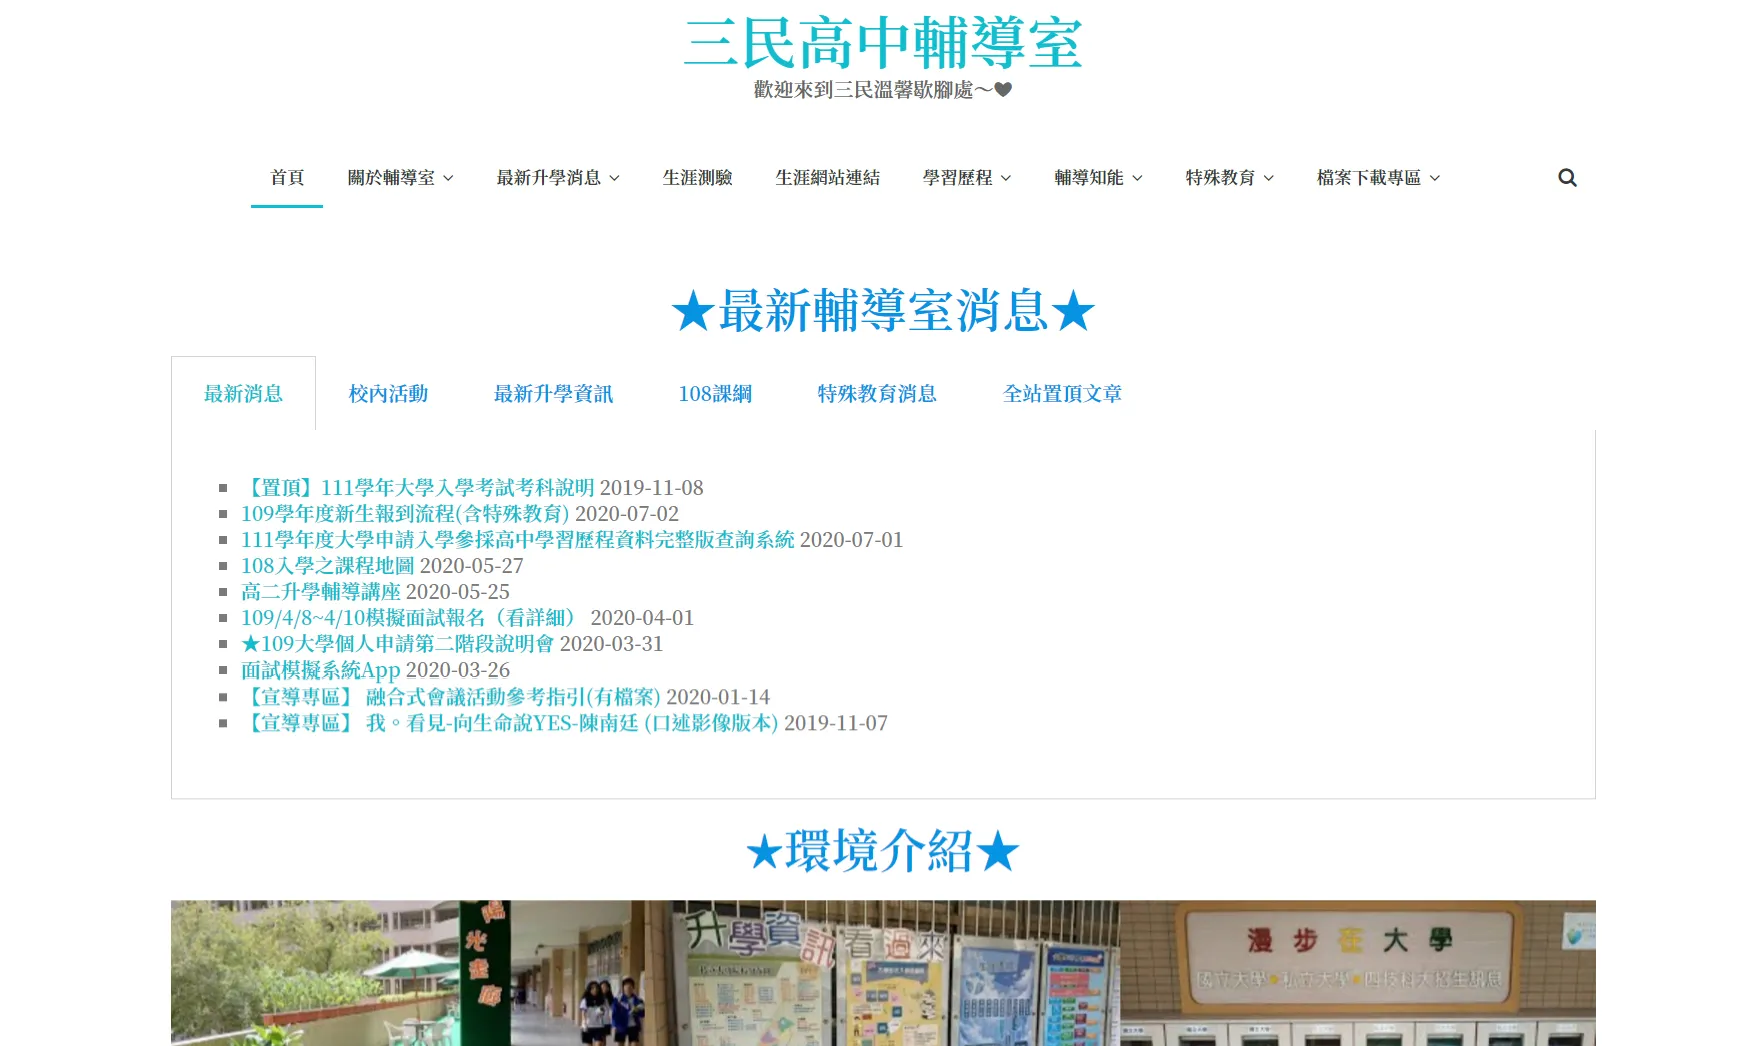 三民高中輔導室
歡迎來到三民溫馨歇腳處～♥
首頁 關於輔導室 最新升學消息 生涯測驗 生涯網站連結 學習歷程 輔導知能 特殊教育 檔案下載專區
★最新輔導室消息★
最新消息 校內活動 最新升學資訊 108課綱 特殊教育消息 全站置頂文章
【置頂】111學年大學入學考試考科說明 2019-11-08
109學年度新生報到流程(含特殊教育) 2020-07-02
111學年度大學申請入學參採高中學習歷程資料完整版查詢系統 2020-07-01
108入學之課程地圖 2020-05-27
高二升學輔導講座 2020-05-25
109/4/8~4/10模擬面試報名（看詳細） 2020-04-01
★109大學個人申請第二階段說明會 2020-03-31
面試模擬系統App 2020-03-26
【宣導專區】 融合式會議活動參考指引(有檔案) 2020-01-14
【宣導專區】 我。看見-向生命說YES-陳南廷 (口述影像版本) 2019-11-07
★環境介紹★
陽光畫廊
升學資訊看過來
漫步在大學
國立大學•私立大學•四技科大招生訊息